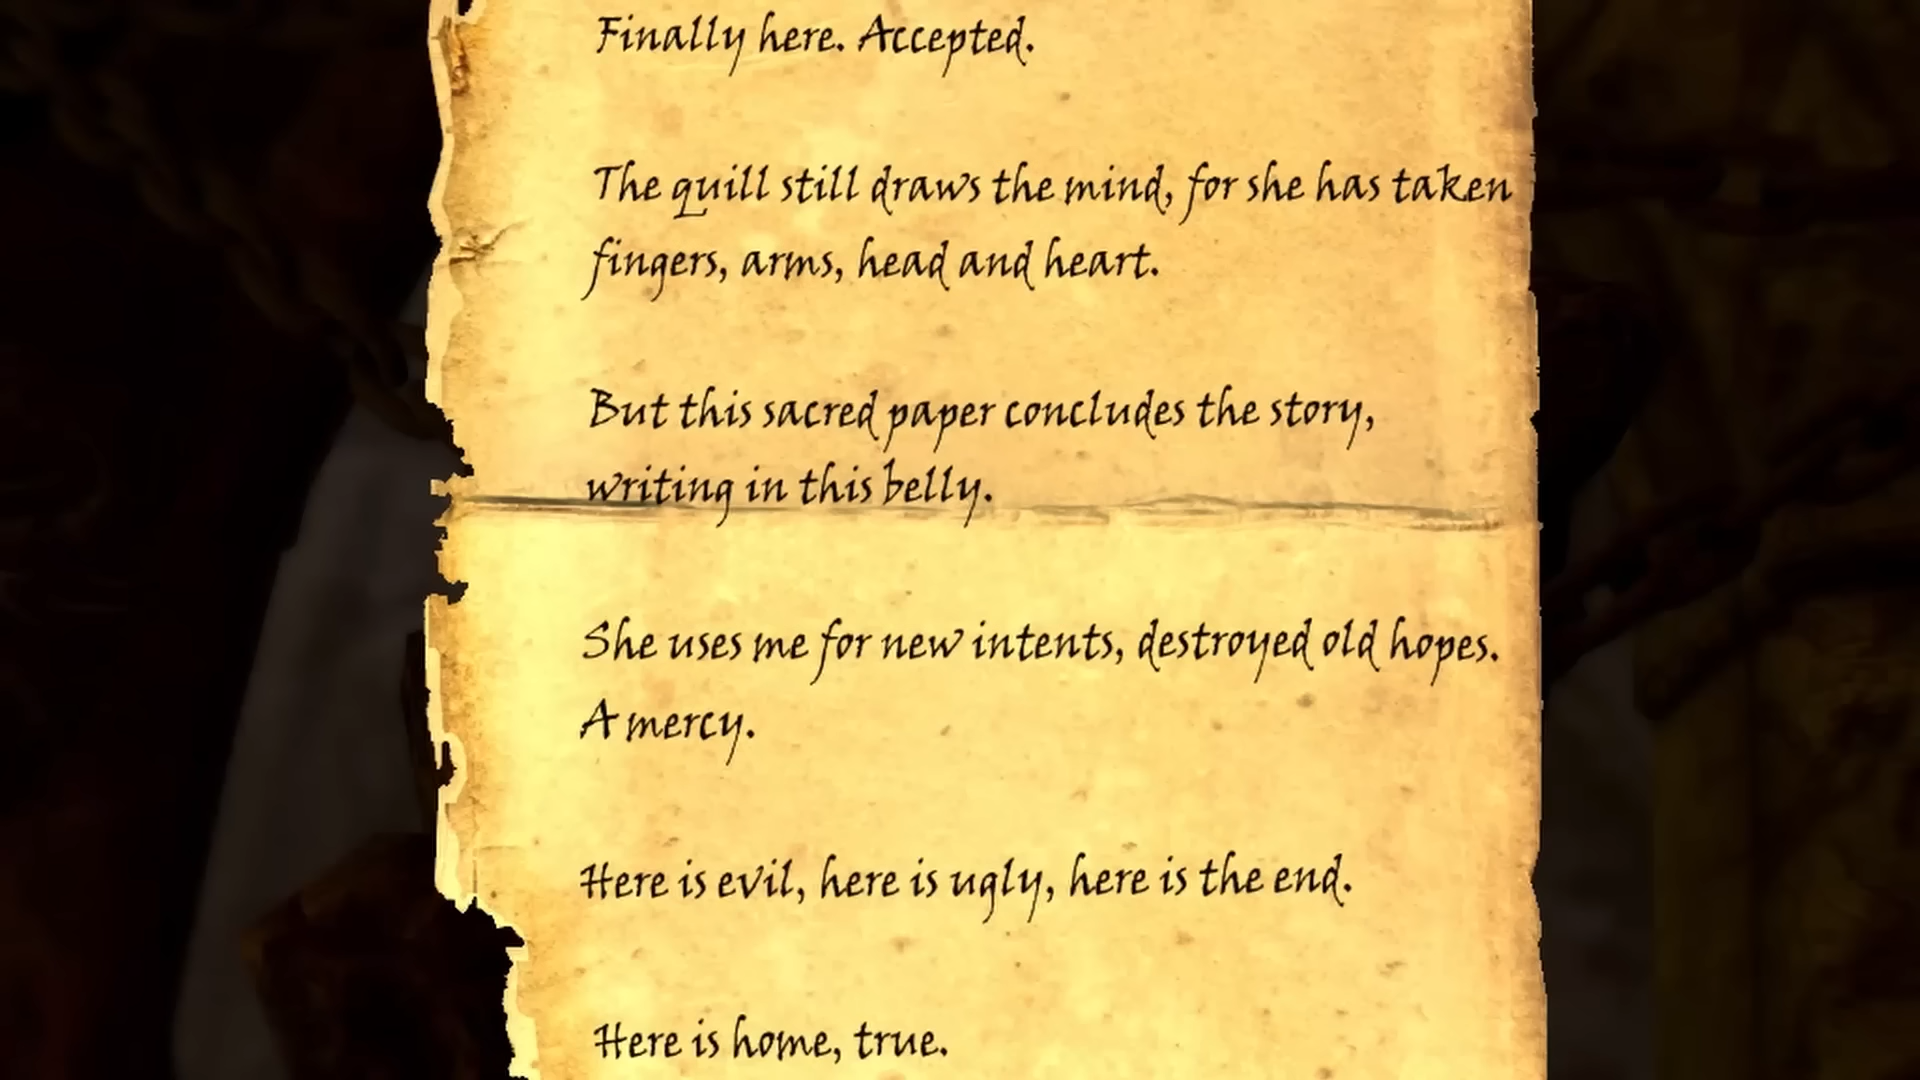 Finally here. Accepted.
The quill still draws the mind, for she has taken
fingers, arms, head and heart.
But this sacred paper concludes the story,
writing in this belly.
She uses me for new intents, destroyed old hopes.
A mercy.
Here is evil, here is ugly, here is the end.
Here is home, true.